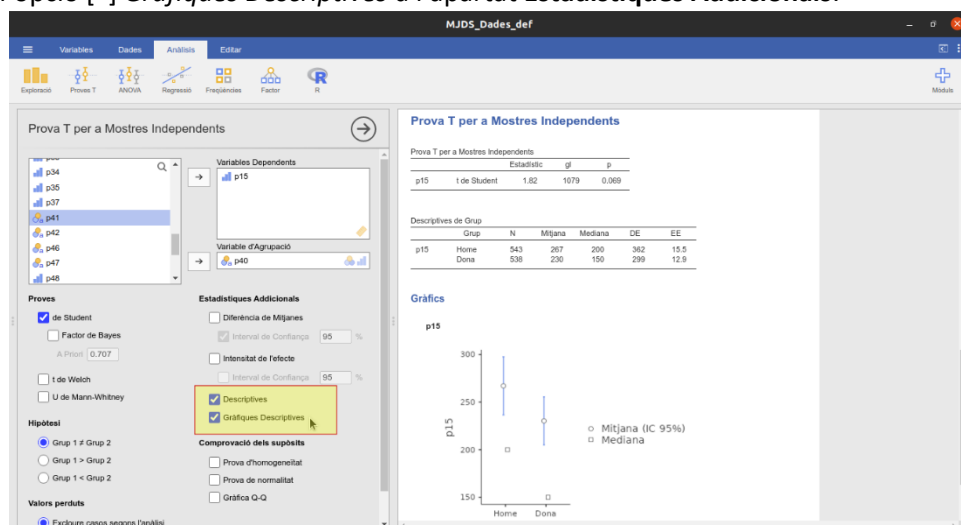 MJDS_Dades_def
Variables Dades Anàlisis Editar
Exploració Proves T ANOVA Regressió Freqüències Factor R Mòduls
Prova T per a Mostres Independents
p34
p35
p37
p41
p42
p46
p47
p48
Variables Dependents
p15
Variable d'Agrupació
p40
Proves
de Student
Factor de Bayes
A Priori 0.707
t de Welch
U de Mann-Whitney
Hipòtesi
Grup 1 ≠ Grup 2
Grup 1 > Grup 2
Grup 1 < Grup 2
Valors perduts
Excloure casos segons l'anàlisi
Estadístiques Addicionals
Diferència de Mitjanes
Interval de Confiança 95 %
Intensitat de l'efecte
Interval de Confiança 95 %
Descriptives
Gràfiques Descriptives
Comprovació dels supòsits
Prova d'homogeneïtat
Prova de normalitat
Gràfica Q-Q
Prova T per a Mostres Independents
Prova T per a Mostres Independents
Estadístic gl p
p15 t de Student 1.82 1079 0.069
Descriptives de Grup
Grup N Mitjana Mediana DE EE
p15 Home 543 267 200 362 15.5
Dona 538 230 150 299 12.9
Gràfics
p15
300
250
200
150
p15
Home Dona
Mitjana (IC 95%)
Mediana